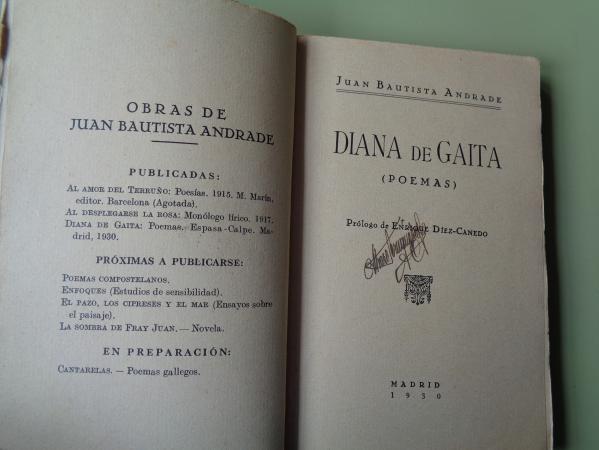 OBRAS DE
JUAN BAUTISTA ANDRADE
PUBLICADAS:
AL AMOR DEL TERRUÑO: Poesías. 1915. M. Marín,
editor. Barcelona (Agotada).
AL DESPLEGARSE LA ROSA: Monólogo lírico. 1917.
DIANA DE GAITA: Poemas. Espasa-Calpe. Ma-
drid, 1930.
PRÓXIMAS A PUBLICARSE:
POEMAS COMPOSTELANOS.
ENFOQUES (Estudios de sensibilidad).
EL PAZO, LOS CIPRESES Y EL MAR (Ensayos sobre
el paisaje).
LA SOMBRA DE FRAY JUAN. — Novela.
EN PREPARACIÓN:
CANTARELAS. — Poemas gallegos.
JUAN BAUTISTA ANDRADE
DIANA DE GAITA
(POEMAS)
Prólogo de ENRIQUE DÍEZ-CANEDO
MADRID
1930